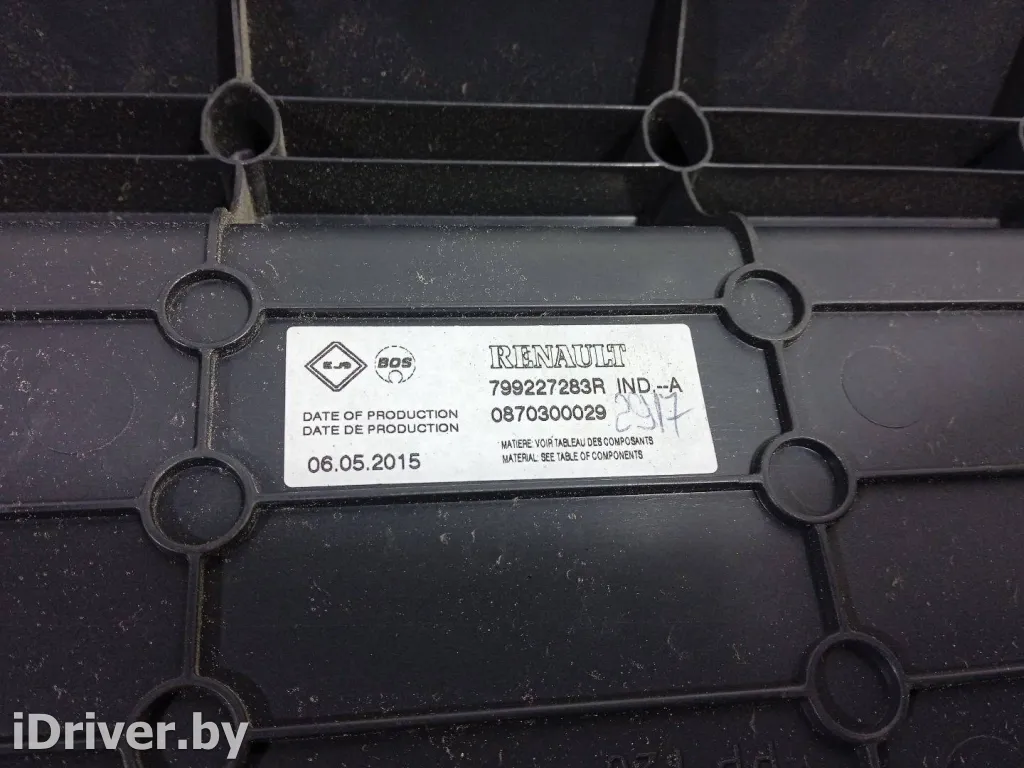 BOS
RENAULT
799227283R IND.--A
0870300029
2917
DATE OF PRODUCTION
DATE DE PRODUCTION
06.05.2015
MATIERE: VOIR TABLEAU DES COMPOSANTS
MATERIAL: SEE TABLE OF COMPONENTS
iDriver.by